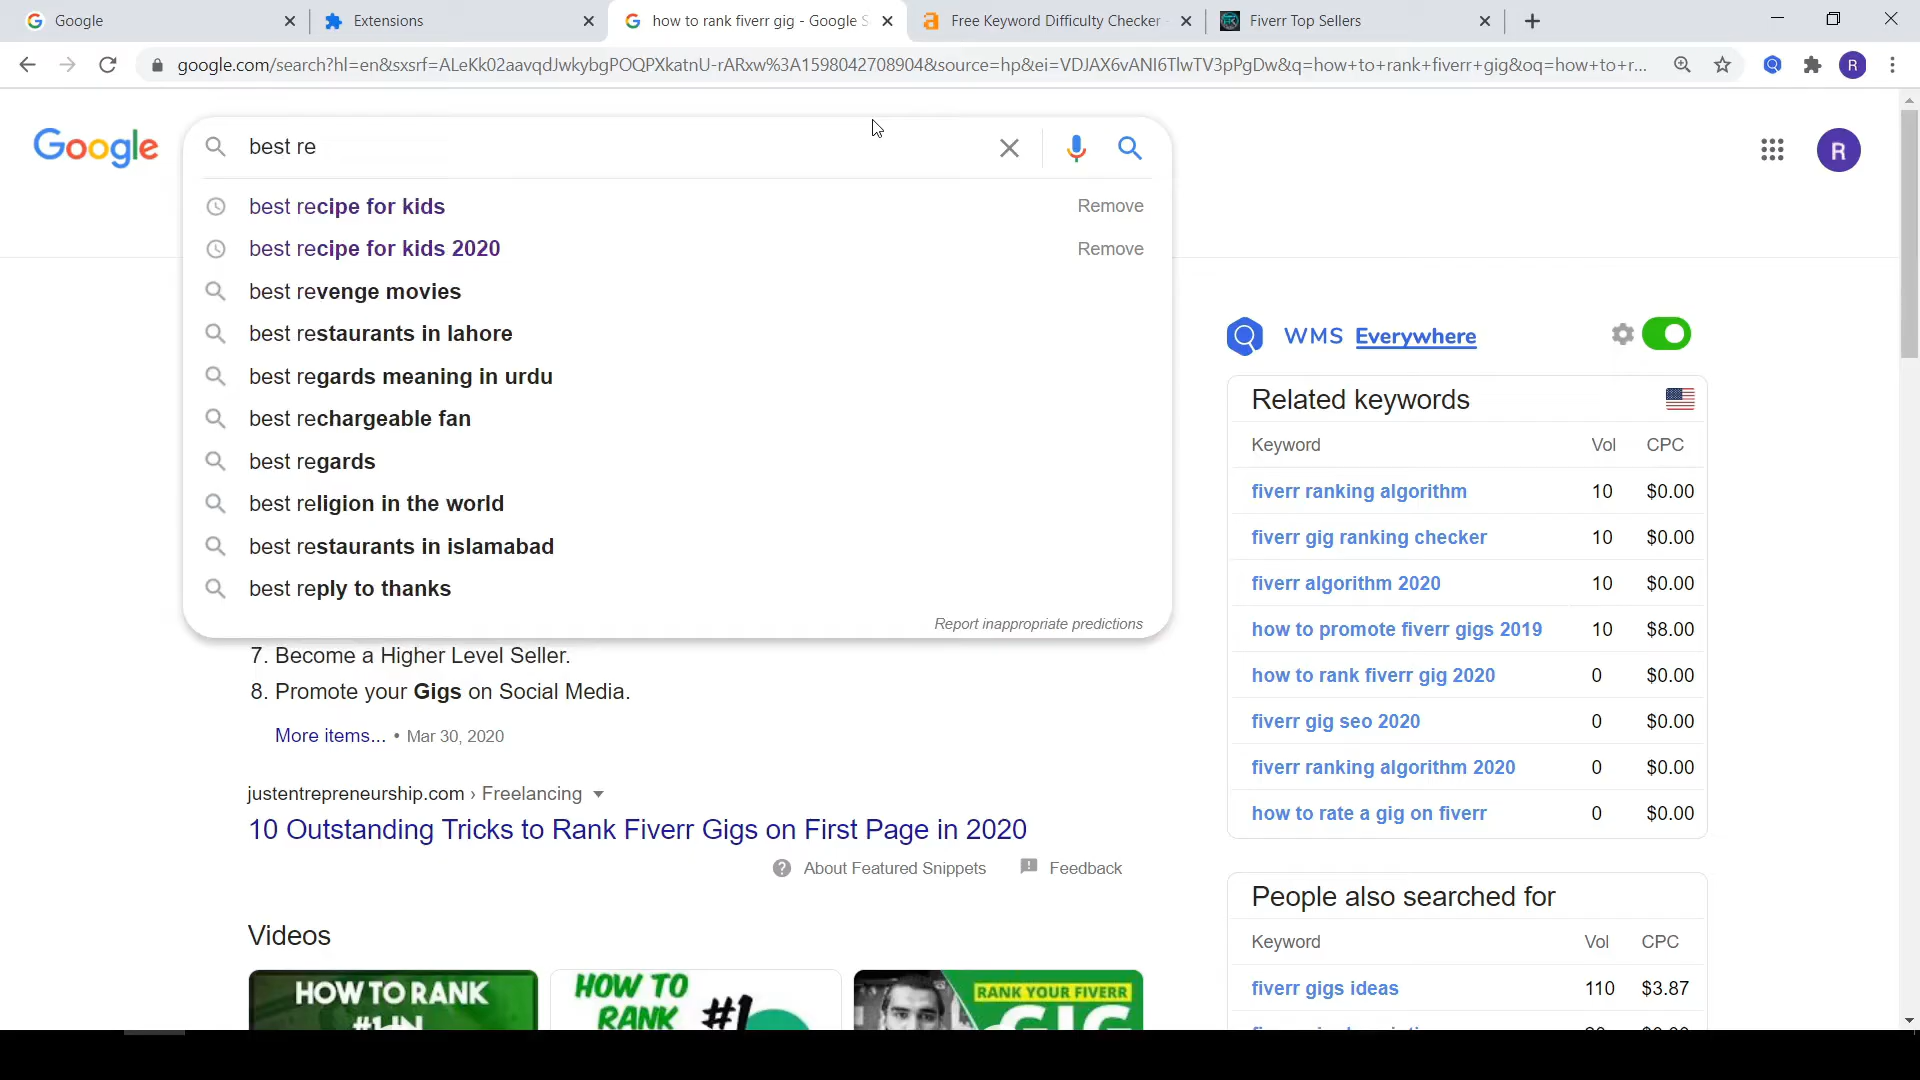 Google
Extensions
how to rank fiverr gig - Google S
Free Keyword Difficulty Checker
Fiverr Top Sellers
google.com/search?hl=en&sxsrf=ALeKk02aavqdJwkybgPOQPXkatnU-rARxw%3A1598042708904&source=hp&ei=VDJAX6vANI6TlwTV3pPgDw&q=how+to+rank+fiverr+gig&oq=how+to+r...
R
Google
best re
R
best recipe for kids Remove
best recipe for kids 2020 Remove
best revenge movies
best restaurants in lahore
best regards meaning in urdu
best rechargeable fan
best regards
best religion in the world
best restaurants in islamabad
best reply to thanks
Report inappropriate predictions
7. Become a Higher Level Seller.
8. Promote your Gigs on Social Media.
More items... • Mar 30, 2020
justentrepreneurship.com › Freelancing
10 Outstanding Tricks to Rank Fiverr Gigs on First Page in 2020
About Featured Snippets Feedback
Videos
HOW TO RANK
HOW TO
RANK #1
RANK YOUR FIVERR
GIG
WMS Everywhere
Related keywords
Keyword Vol CPC
fiverr ranking algorithm 10 $0.00
fiverr gig ranking checker 10 $0.00
fiverr algorithm 2020 10 $0.00
how to promote fiverr gigs 2019 10 $8.00
how to rank fiverr gig 2020 0 $0.00
fiverr gig seo 2020 0 $0.00
fiverr ranking algorithm 2020 0 $0.00
how to rate a gig on fiverr 0 $0.00
People also searched for
Keyword Vol CPC
fiverr gigs ideas 110 $3.87